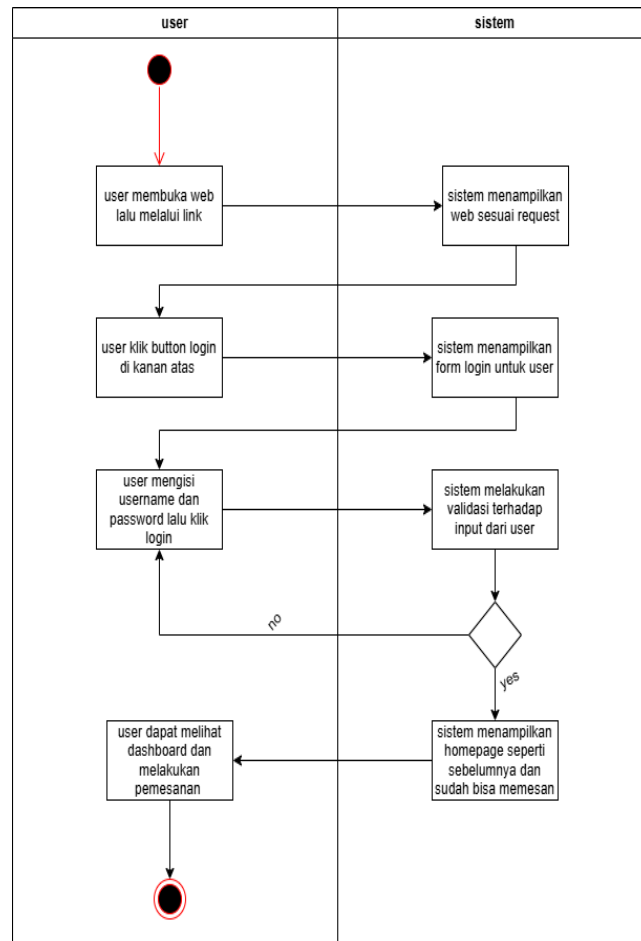 user
sistem
user membuka web
lalu melalui link
sistem menampilkan
web sesuai request
user klik button login
di kanan atas
sistem menampilkan
form login untuk user
user mengisi
username dan
password lalu klik
login
sistem melakukan
validasi terhadap
input dari user
no
yes
user dapat melihat
dashboard dan
melakukan
pemesanan
sistem menampilkan
homepage seperti
sebelumnya dan
sudah bisa memesan